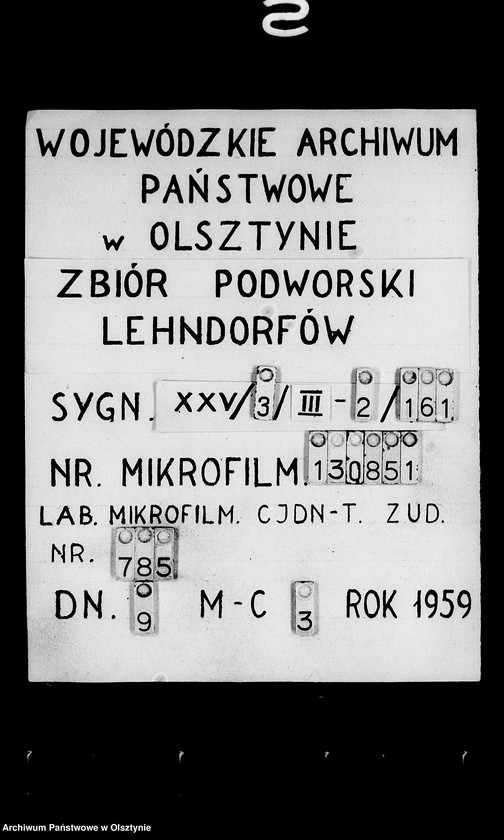 WOJEWÓDZKIE ARCHIWUM
PAŃSTWOWE
w OLSZTYNIE
ZBIÓR PODWORSKI
LEHNDORFÓW
SYGN. XXV/3/III-2/161
NR. MIKROFILM. 130851
LAB. MIKROFILM. CJDN-T. ZUD.
NR. 785
DN. 9 M-C 3 ROK 1959
Archiwum Państwowe w Olsztynie